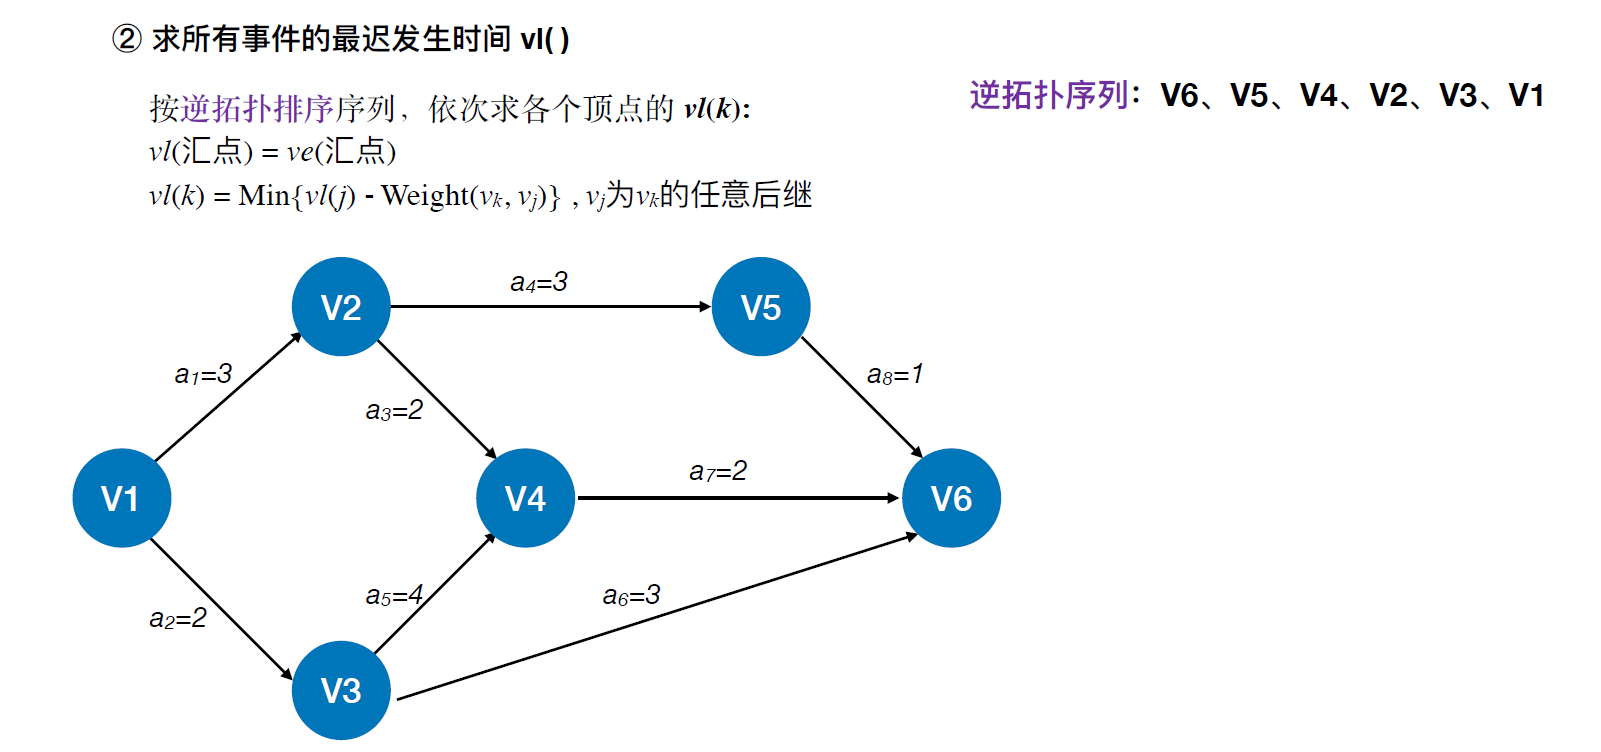 ② 求所有事件的最迟发生时间 vl( )
逆拓扑序列：V6、V5、V4、V2、V3、V1
按逆拓扑排序序列，依次求各个顶点的 vl(k):
vl(汇点) = ve(汇点)
vl(k) = Min{vl(j) - Weight(vk, vj)} , vj为vk的任意后继
V2
a4=3
V5
a1=3
a8=1
a3=2
V1
V4
a7=2
V6
a2=2
a5=4
a6=3
V3